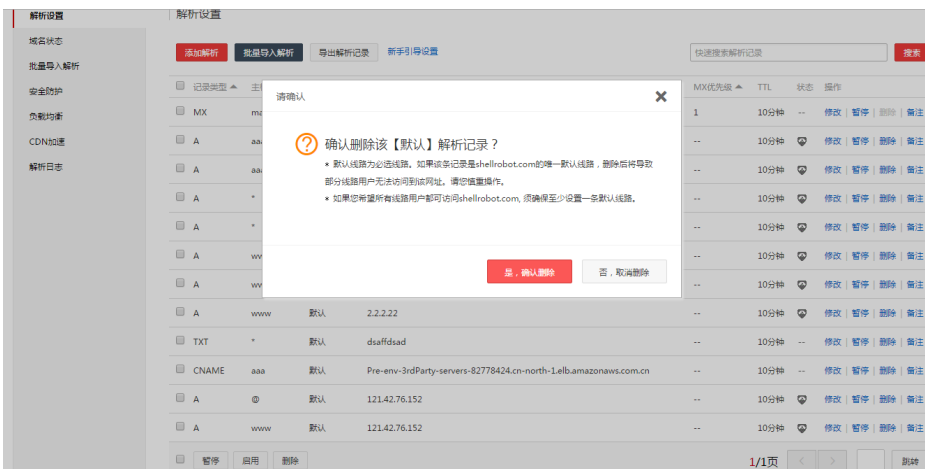 解析设置
解析设置
域名状态
批量导入解析
安全防护
负载均衡
CDN加速
解析日志
添加解析 批量导入解析 导出解析记录 新手引导设置 快速搜索解析记录 搜索
记录类型 MX优先级 TTL 状态 操作
MX 1 10分钟 -- 修改 暂停 删除 备注
A -- 10分钟 修改 暂停 删除 备注
A -- 10分钟 修改 暂停 删除 备注
A * -- 10分钟 修改 暂停 删除 备注
A * -- 10分钟 修改 暂停 删除 备注
A -- 10分钟 修改 暂停 删除 备注
A -- 10分钟 修改 暂停 删除 备注
请确认
确认删除该【默认】解析记录？
* 默认线路为必选线路。如果该条记录是shellrobot.com的唯一默认线路，删除后将导致
部分线路用户无法访问到该网址。请您慎重操作。
* 如果您希望所有线路用户都可访问shellrobot.com, 须确保至少设置一条默认线路。
是，确认删除 否，取消删除
A www 默认 2.2.2.22 -- 10分钟 修改 暂停 删除 备注
TXT * 默认 dsaffdsad -- 10分钟 -- 修改 暂停 删除 备注
CNAME aaa 默认 Pre-env-3rdParty-servers-82778424.cn-north-1.elb.amazonaws.com.cn -- 10分钟 -- 修改 暂停 删除 备注
A @ 默认 121.42.76.152 -- 10分钟 修改 暂停 删除 备注
A www 默认 121.42.76.152 -- 10分钟 修改 暂停 删除 备注
暂停 启用 删除 1/1页 < > 跳转